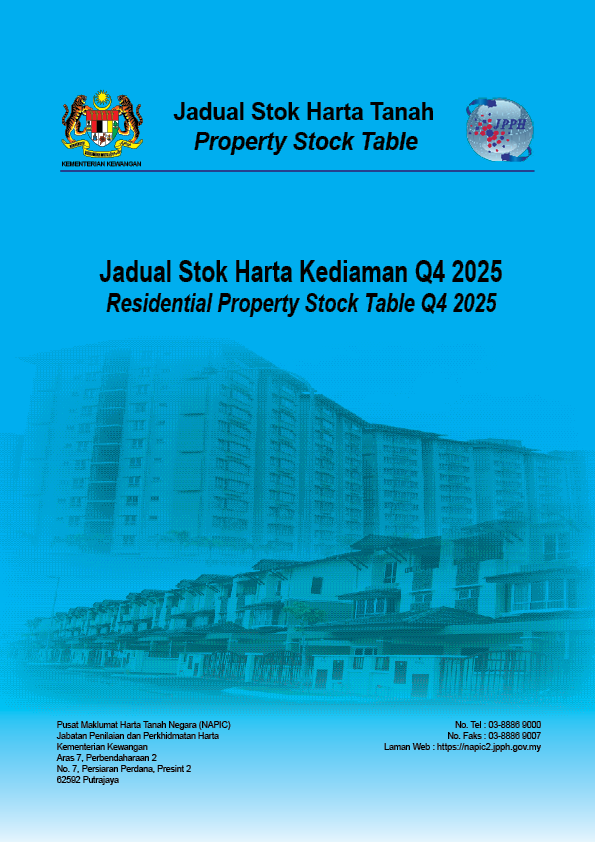 Jadual Stok Harta Tanah
Property Stock Table
KEMENTERIAN KEWANGAN
JPPH
Jadual Stok Harta Kediaman Q4 2025
Residential Property Stock Table Q4 2025
Pusat Maklumat Harta Tanah Negara (NAPIC)
Jabatan Penilaian dan Perkhidmatan Harta
Kementerian Kewangan
Aras 7, Perbendaharaan 2
No. 7, Persiaran Perdana, Presint 2
62592 Putrajaya
No. Tel : 03-8886 9000
No. Faks : 03-8886 9007
Laman Web : https://napic2.jpph.gov.my